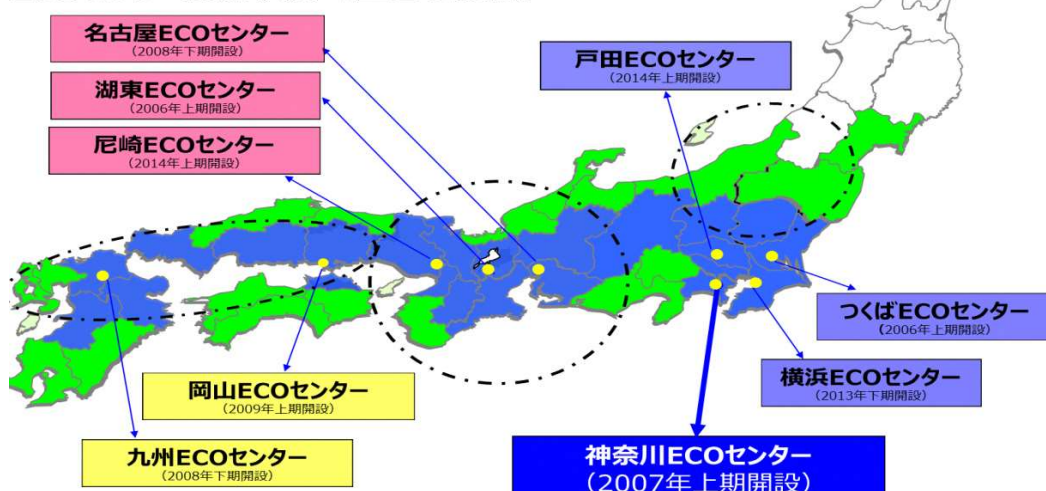 名古屋ECOセンター
(2008年下期開設)
湖東ECOセンター
(2006年上期開設)
尼崎ECOセンター
(2014年上期開設)
戸田ECOセンター
(2014年上期開設)
つくばECOセンター
(2006年上期開設)
横浜ECOセンター
(2013年下期開設)
岡山ECOセンター
(2009年上期開設)
九州ECOセンター
(2008年下期開設)
神奈川ECOセンター
(2007年上期開設)